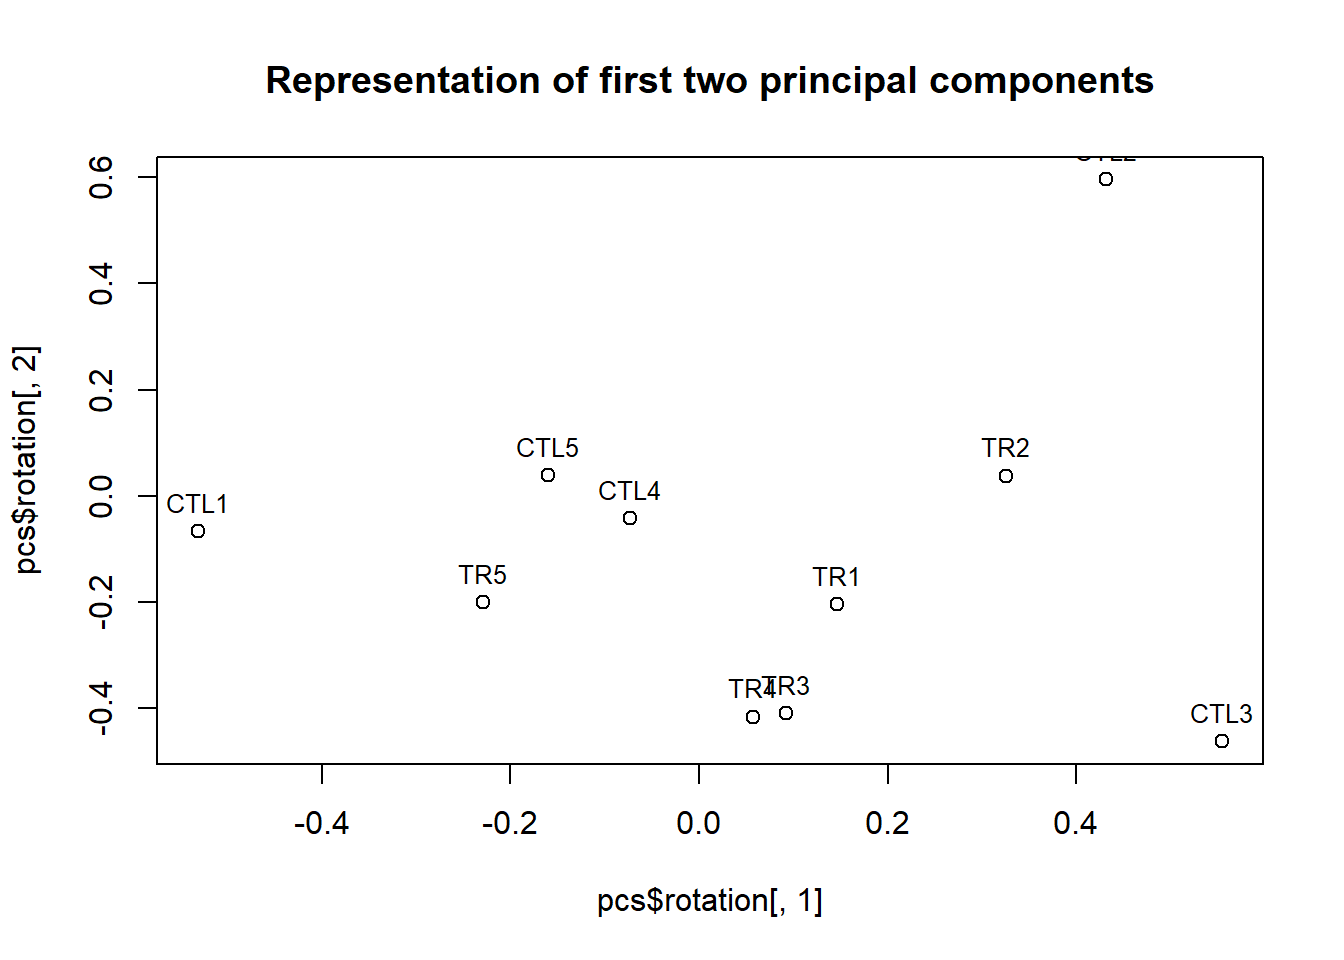 Representation of first two principal components
0.6
0.4
0.2
0.0
-0.2
-0.4
pcs$rotation[, 2]
CTL5
TR2
CTL4
CTL1
TR5
TR1
TR4
TR3
CTL3
-0.4 -0.2 0.0 0.2 0.4
pcs$rotation[, 1]